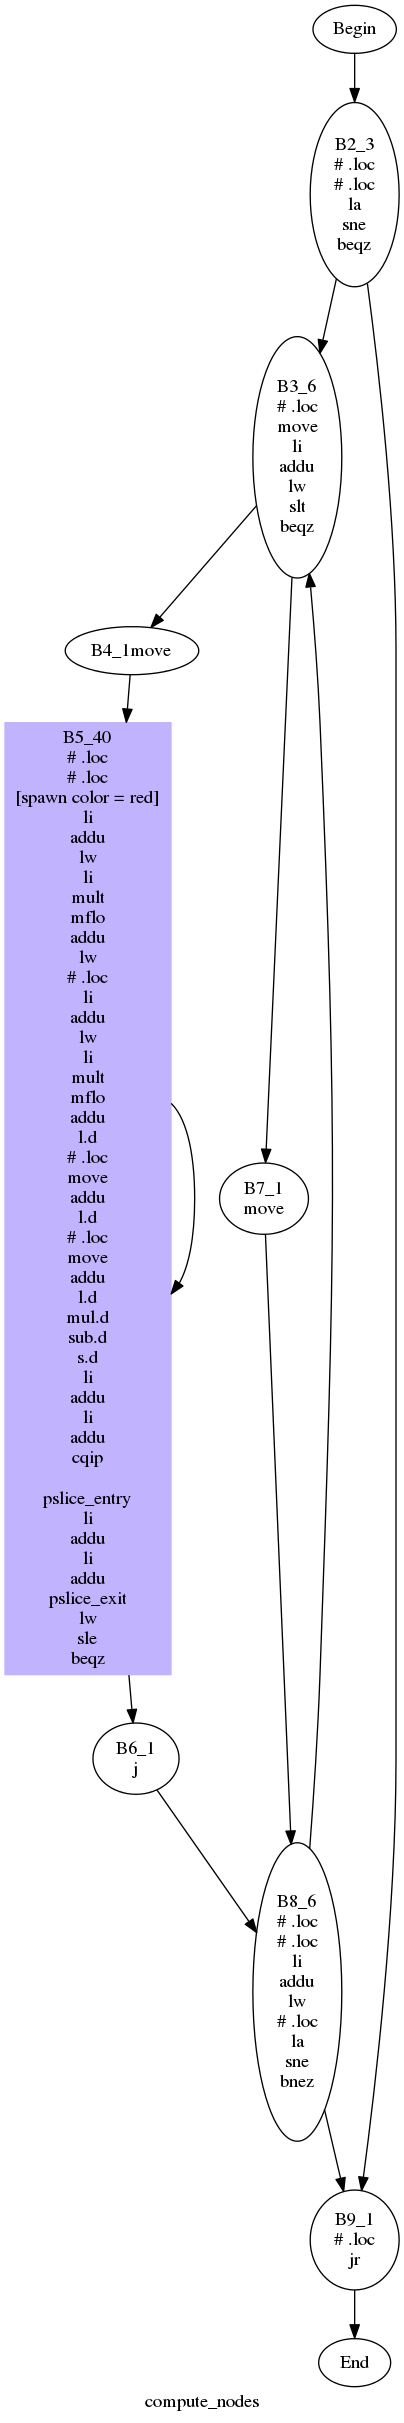 Begin
B2_3
# .loc
# .loc
la
sne
beqz
B3_6
# .loc
move
li
addu
lw
slt
beqz
B4_1move
B5_40
# .loc
# .loc
[spawn color = red]
li
addu
lw
li
mult
mflo
addu
lw
# .loc
li
addu
lw
li
mult
mflo
addu
l.d
# .loc
move
addu
l.d
# .loc
move
addu
l.d
mul.d
sub.d
s.d
li
addu
li
addu
cqip
pslice_entry
li
addu
li
addu
pslice_exit
lw
sle
beqz
B7_1
move
B6_1
j
B8_6
# .loc
# .loc
li
addu
lw
# .loc
la
sne
bnez
B9_1
# .loc
jr
End
compute_nodes